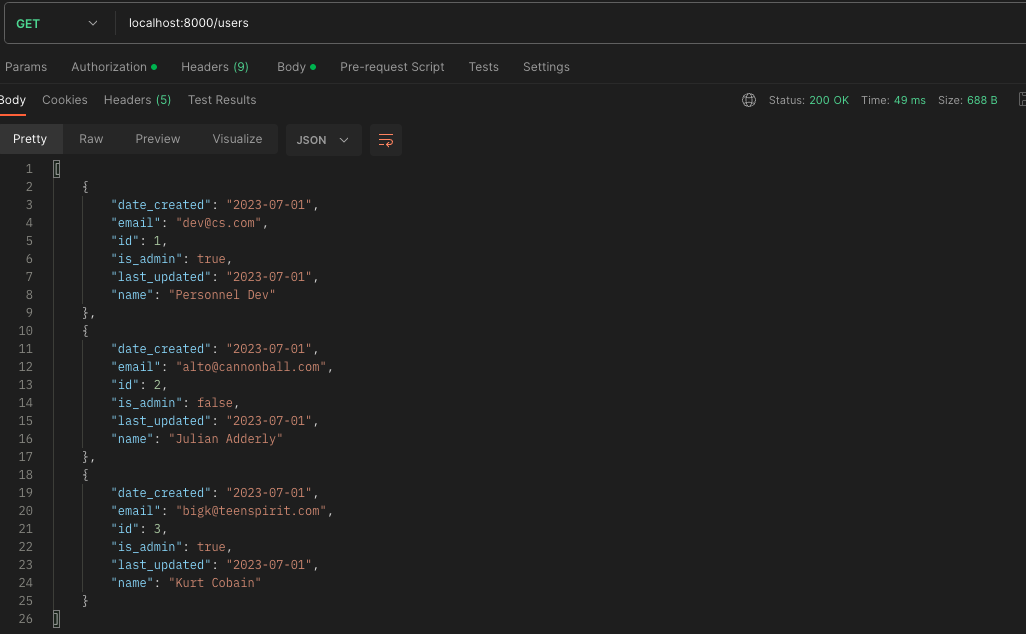 GET localhost:8000/users
Params Authorization Headers (9) Body Pre-request Script Tests Settings
Body Cookies Headers (5) Test Results Status: 200 OK Time: 49 ms Size: 688 B
Pretty Raw Preview Visualize JSON
1 [
2 {
3 "date_created": "2023-07-01",
4 "email": "dev@cs.com",
5 "id": 1,
6 "is_admin": true,
7 "last_updated": "2023-07-01",
8 "name": "Personnel Dev"
9 },
10 {
11 "date_created": "2023-07-01",
12 "email": "alto@cannonball.com",
13 "id": 2,
14 "is_admin": false,
15 "last_updated": "2023-07-01",
16 "name": "Julian Adderly"
17 },
18 {
19 "date_created": "2023-07-01",
20 "email": "bigk@teenspirit.com",
21 "id": 3,
22 "is_admin": true,
23 "last_updated": "2023-07-01",
24 "name": "Kurt Cobain"
25 }
26 ]